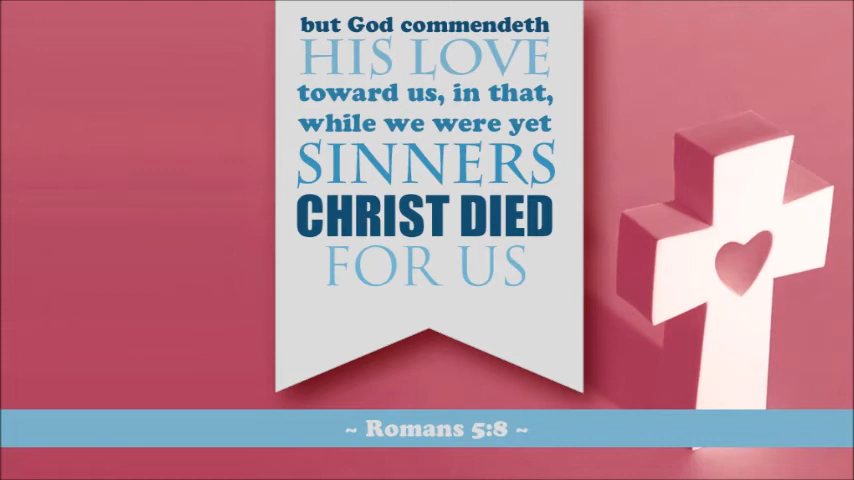 but God commendeth
HIS LOVE
toward us, in that,
while we were yet
SINNERS
CHRIST DIED
FOR US
~ Romans 5:8 ~